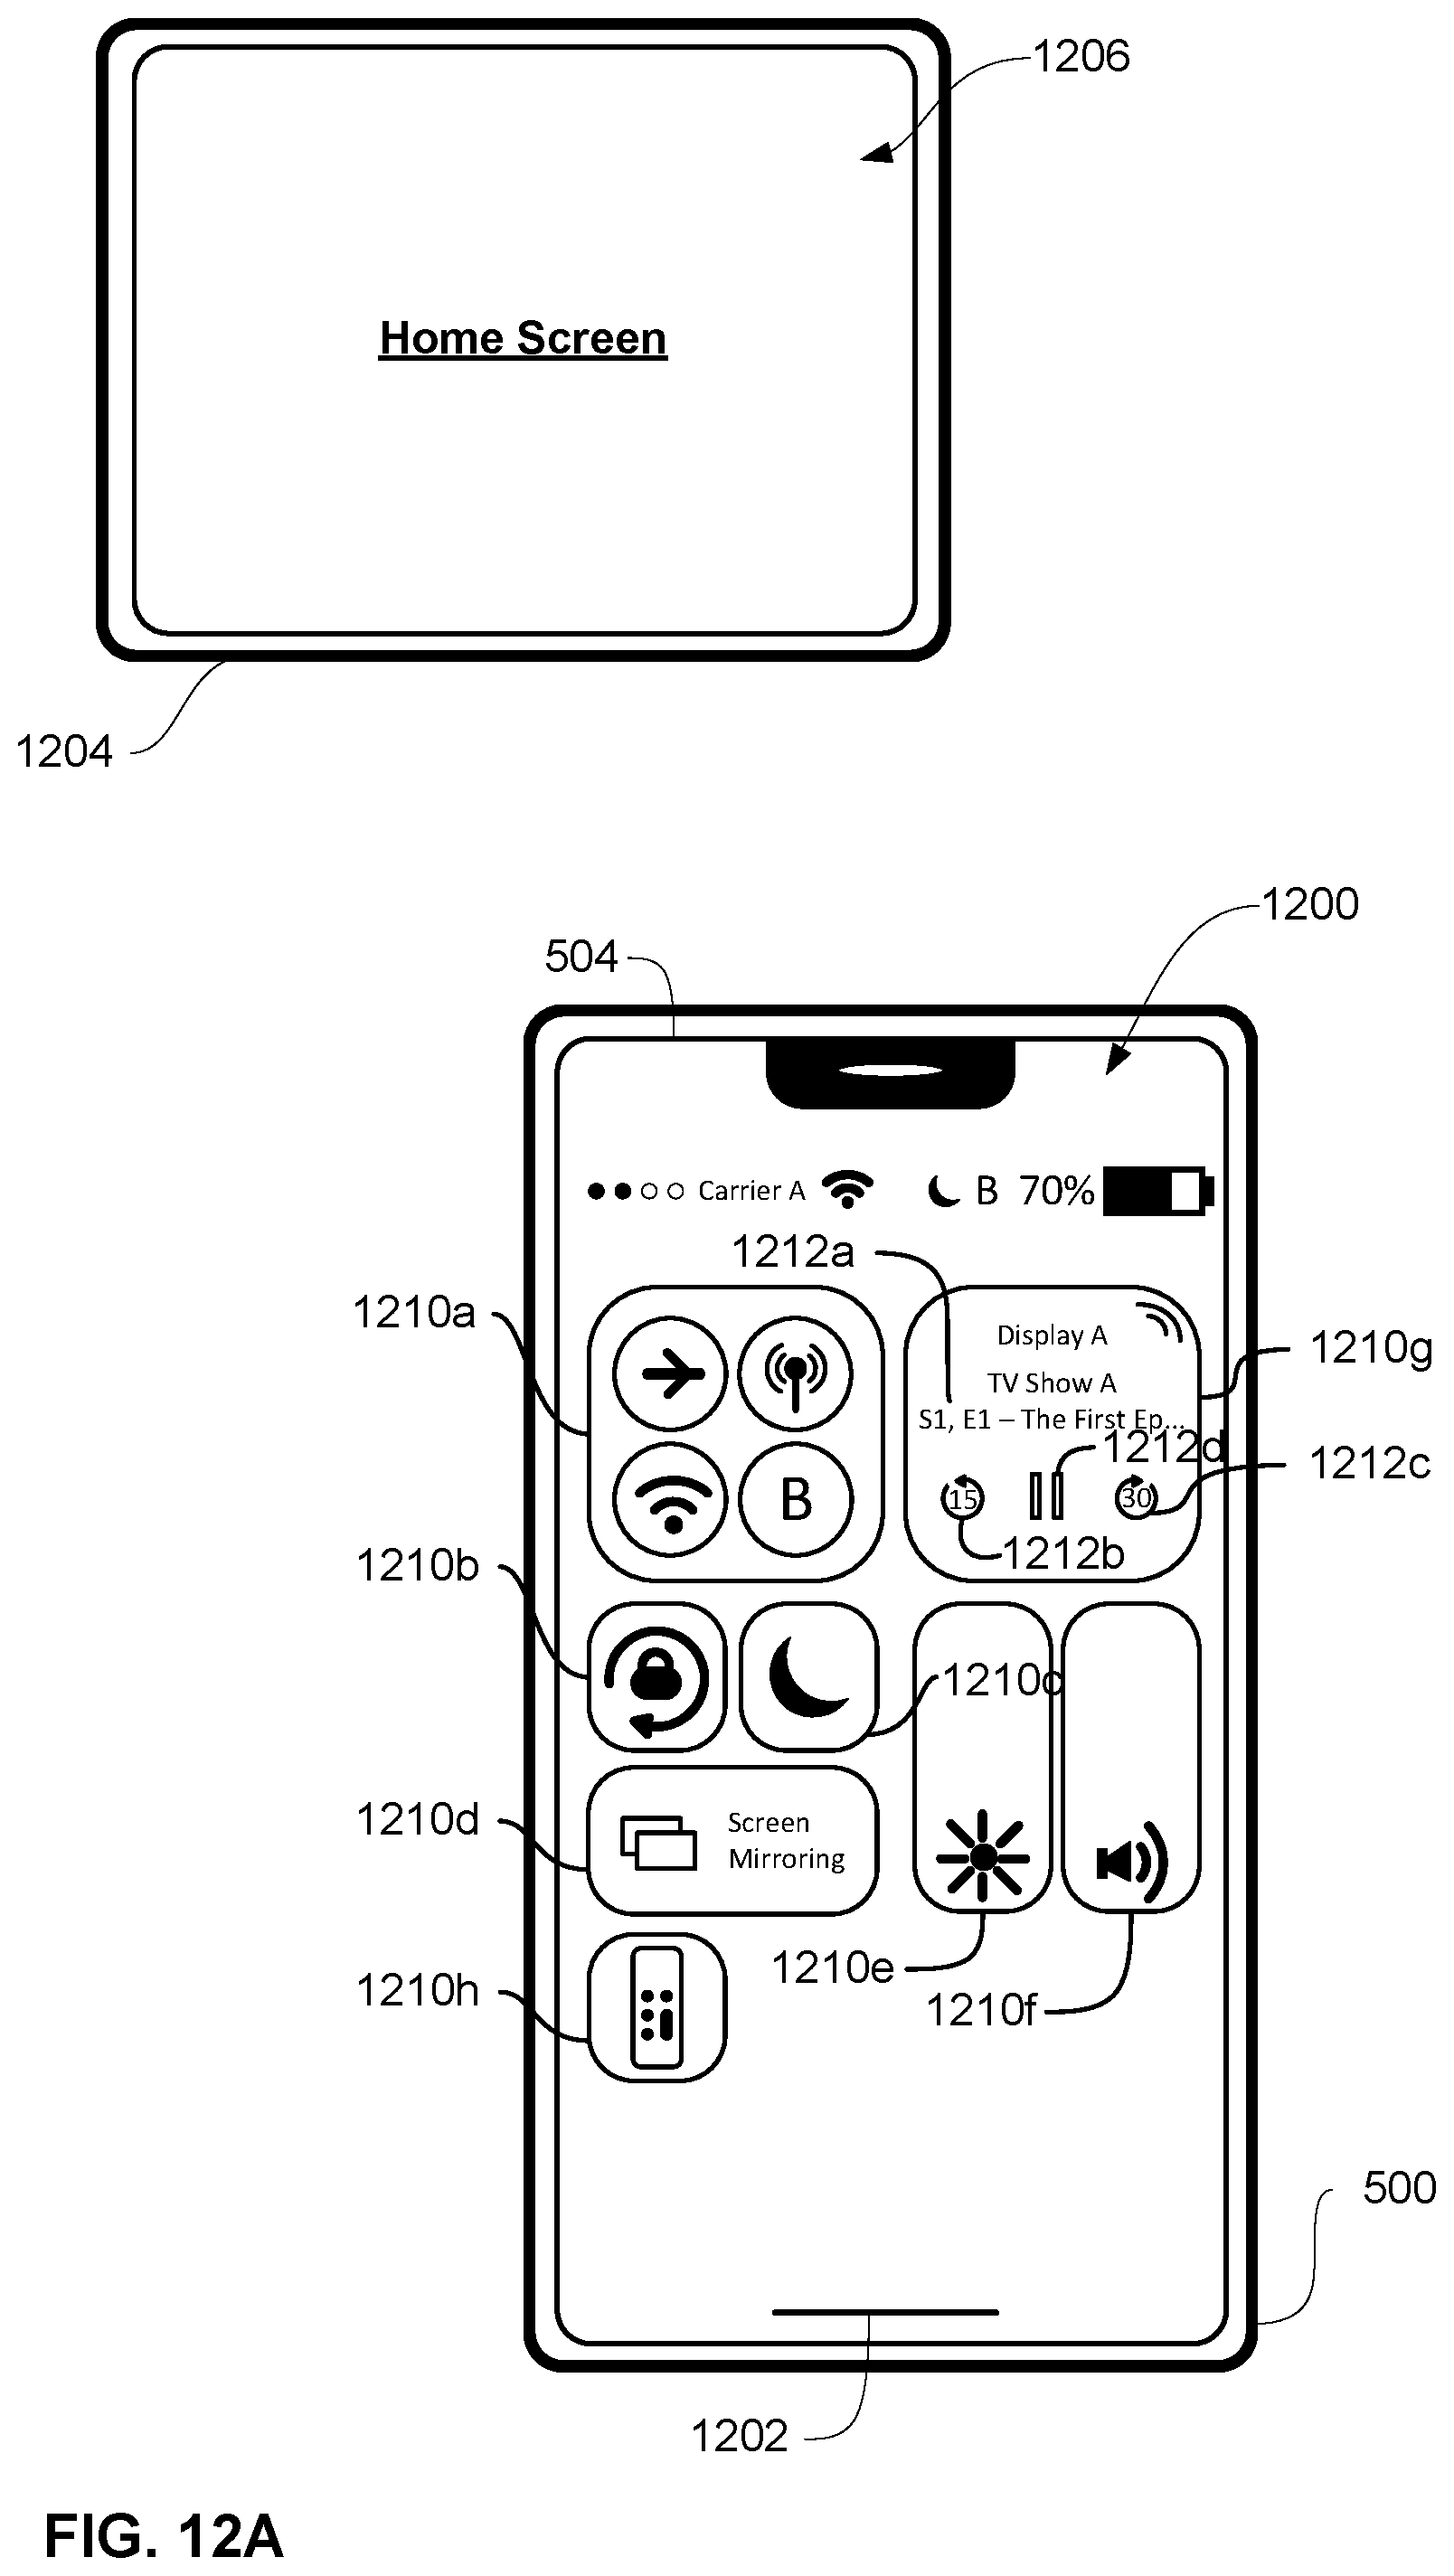 1206
Home Screen
1204
1200
504
Carrier A
B 70%
1212a
1210a
Display A
1210g
TV Show A
S1, E1 – The First Ep...
1212d
1212c
15
30
B
1212b
1210b
1210c
1210d
Screen
Mirroring
1210e
1210h
1210f
500
1202
FIG. 12A